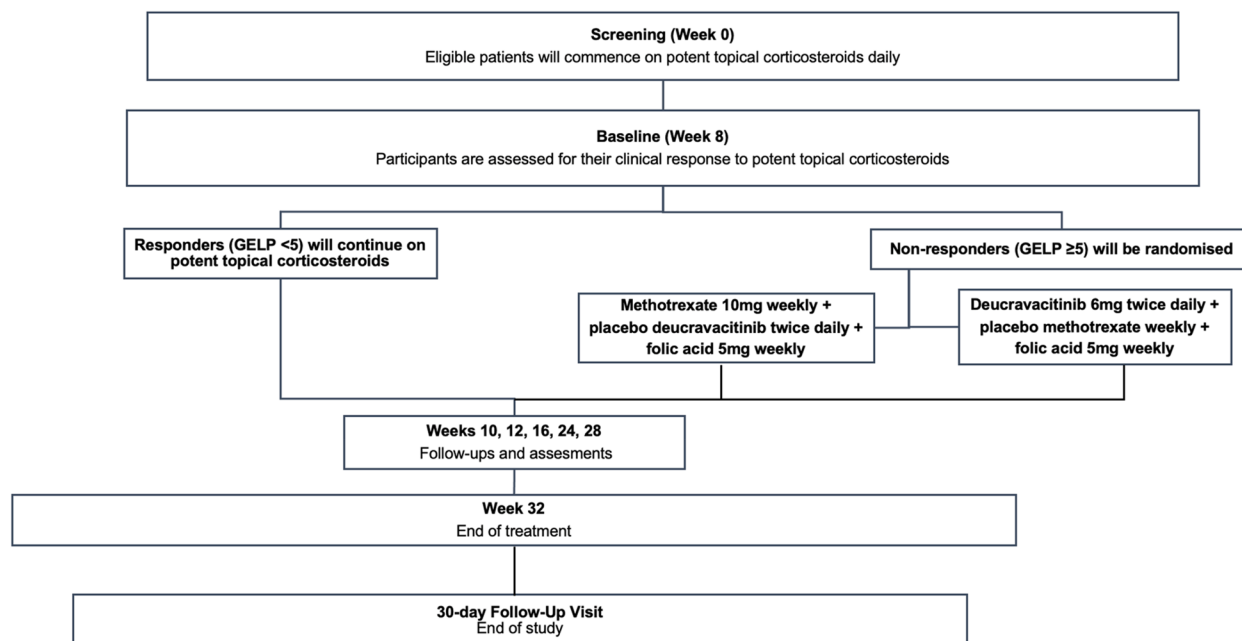 Screening (Week 0)
Eligible patients will commence on potent topical corticosteroids daily
Baseline (Week 8)
Participants are assessed for their clinical response to potent topical corticosteroids
Responders (GELP <5) will continue on
potent topical corticosteroids
Non-responders (GELP ≥5) will be randomised
Methotrexate 10mg weekly +
placebo deucravacitinib twice daily +
folic acid 5mg weekly
Deucravacitinib 6mg twice daily +
placebo methotrexate weekly +
folic acid 5mg weekly
Weeks 10, 12, 16, 24, 28
Follow-ups and assesments
Week 32
End of treatment
30-day Follow-Up Visit
End of study